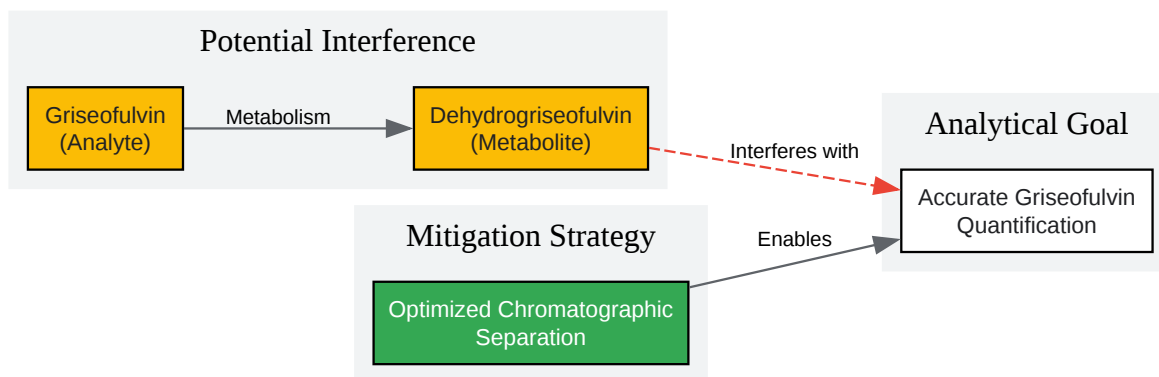 Potential Interference
Griseofulvin
(Analyte)
Metabolism
Dehydrogriseofulvin
(Metabolite)
Interferes with
Analytical Goal
Accurate Griseofulvin
Quantification
Mitigation Strategy
Optimized Chromatographic
Separation
Enables